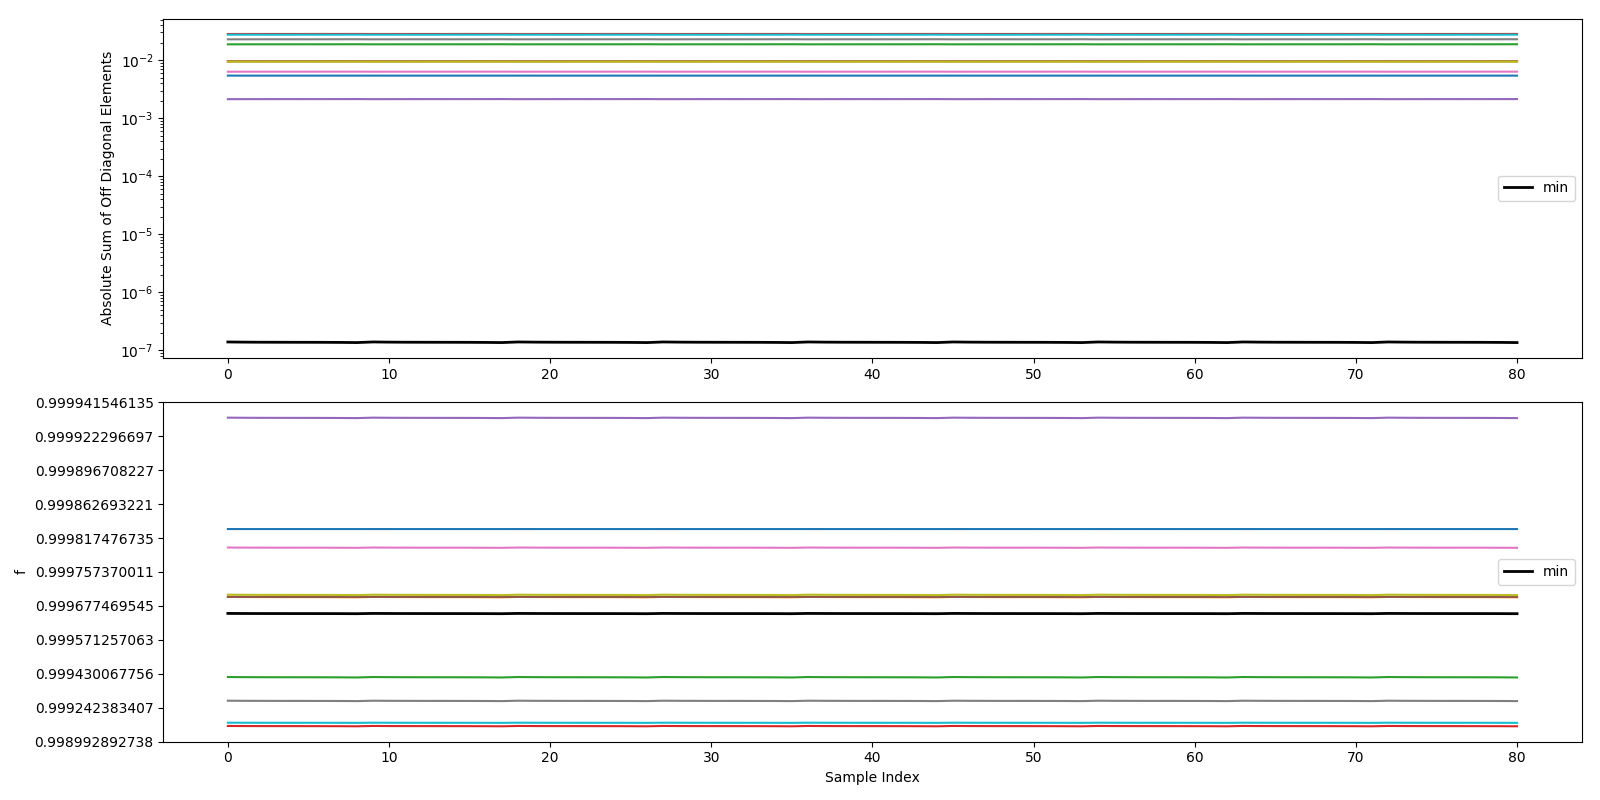 Absolute Sum of Off Diagonal Elements
10⁻²
10⁻³
10⁻⁴
10⁻⁵
10⁻⁶
10⁻⁷
min
0 10 20 30 40 50 60 70 80
f
0.999941546135
0.999922296697
0.999896708227
0.999862693221
0.999817476735
0.999757370011
0.999677469545
0.999571257063
0.999430067756
0.999242383407
0.998992892738
min
0 10 20 30 40 50 60 70 80
Sample Index